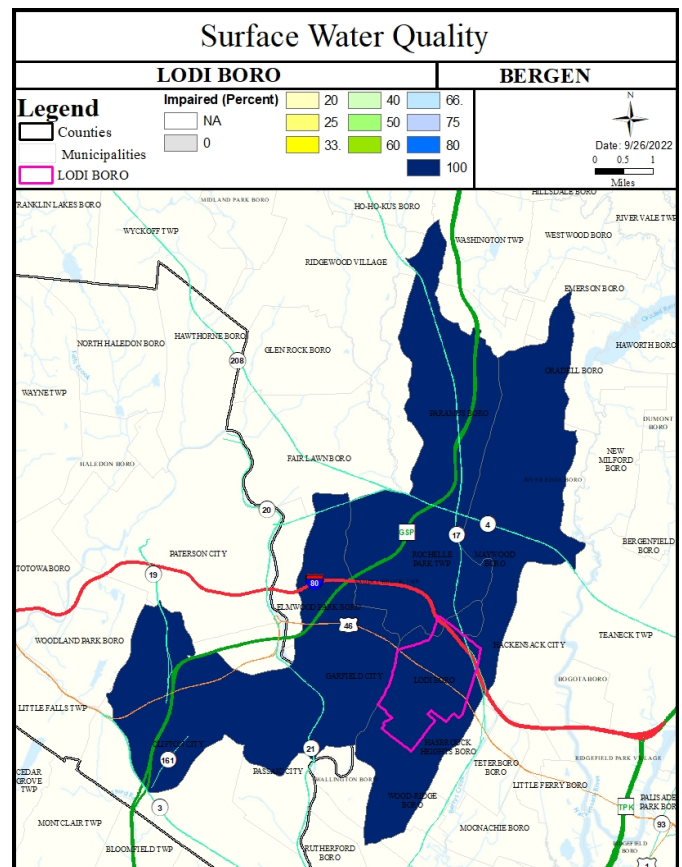 Surface Water Quality
LODI BORO
BERGEN
Legend
Counties
Municipalities
LODI BORO
Impaired (Percent)
NA
0
20
25
33.
40
50
60
66.
75
80
100
N
Date: 9/26/2022
0 0.5 1
Miles
HILLSDALE BORO
FRANKLIN LAKES BORO
MIDLAND PARK BORO
HO-HO-KUS BORO
RIVER VALE TWP
WYCKOFF TWP
WASHINGTON TWP
WESTWOOD BORO
RIDGEWOOD VILLAGE
EMERSON BORO
NORTH HALEDON BORO
HAWTHORNE BORO
GLEN ROCK BORO
HAWORTH BORO
208
ORADELL BORO
WAYNE TWP
PARAMUS BORO
DUMONT
BORO
HALEDON BORO
FAIR LAWN BORO
NEW
MILFORD
BORO
20
4
GSP
17
BERGENFIELD
BORO
PATERSON CITY
ROCHELLE
PARK TWP
MAYWOOD
BORO
TOTOWA BORO
19
80
ELMWOOD PARK BORO
46
TEANECK TWP
WOODLAND PARK BORO
HACKENSACK CITY
GARFIELD CITY
LODI BORO
BOGOTA BORO
LITTLE FALLS TWP
CLIFTON CITY
21
HASBROUCK
HEIGHTS BORO
RIDGEFIELD PARK VILLAGE
161
TETERBORO
BORO
CEDAR
GROVE
TWP
PASSAIC CITY
WALLINGTON BORO
LITTLE FERRY BORO
WOOD-RIDGE
BORO
3
TPK
PALISADE
PARK BOR
MONTCLAIR TWP
MOONACHIE BORO
93
BLOOMFIELD TWP
RUTHERFORD
BORO
RIDGEFIELD
BORO